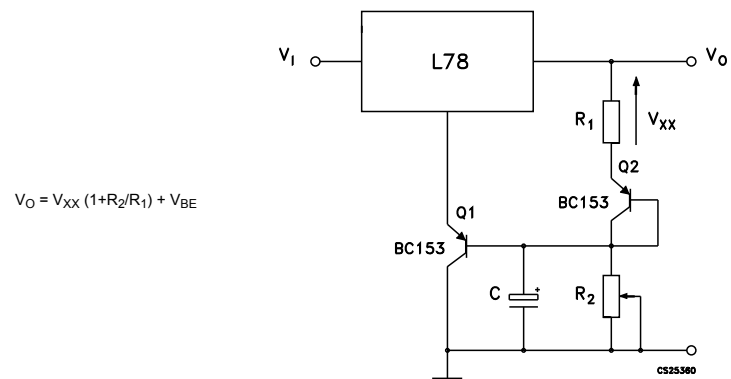 V_I
L78
V_O
R_1
V_XX
Q2
BC153
V_O = V_XX (1+R_2/R_1) + V_BE
Q1
BC153
C
+
R_2
CS25360